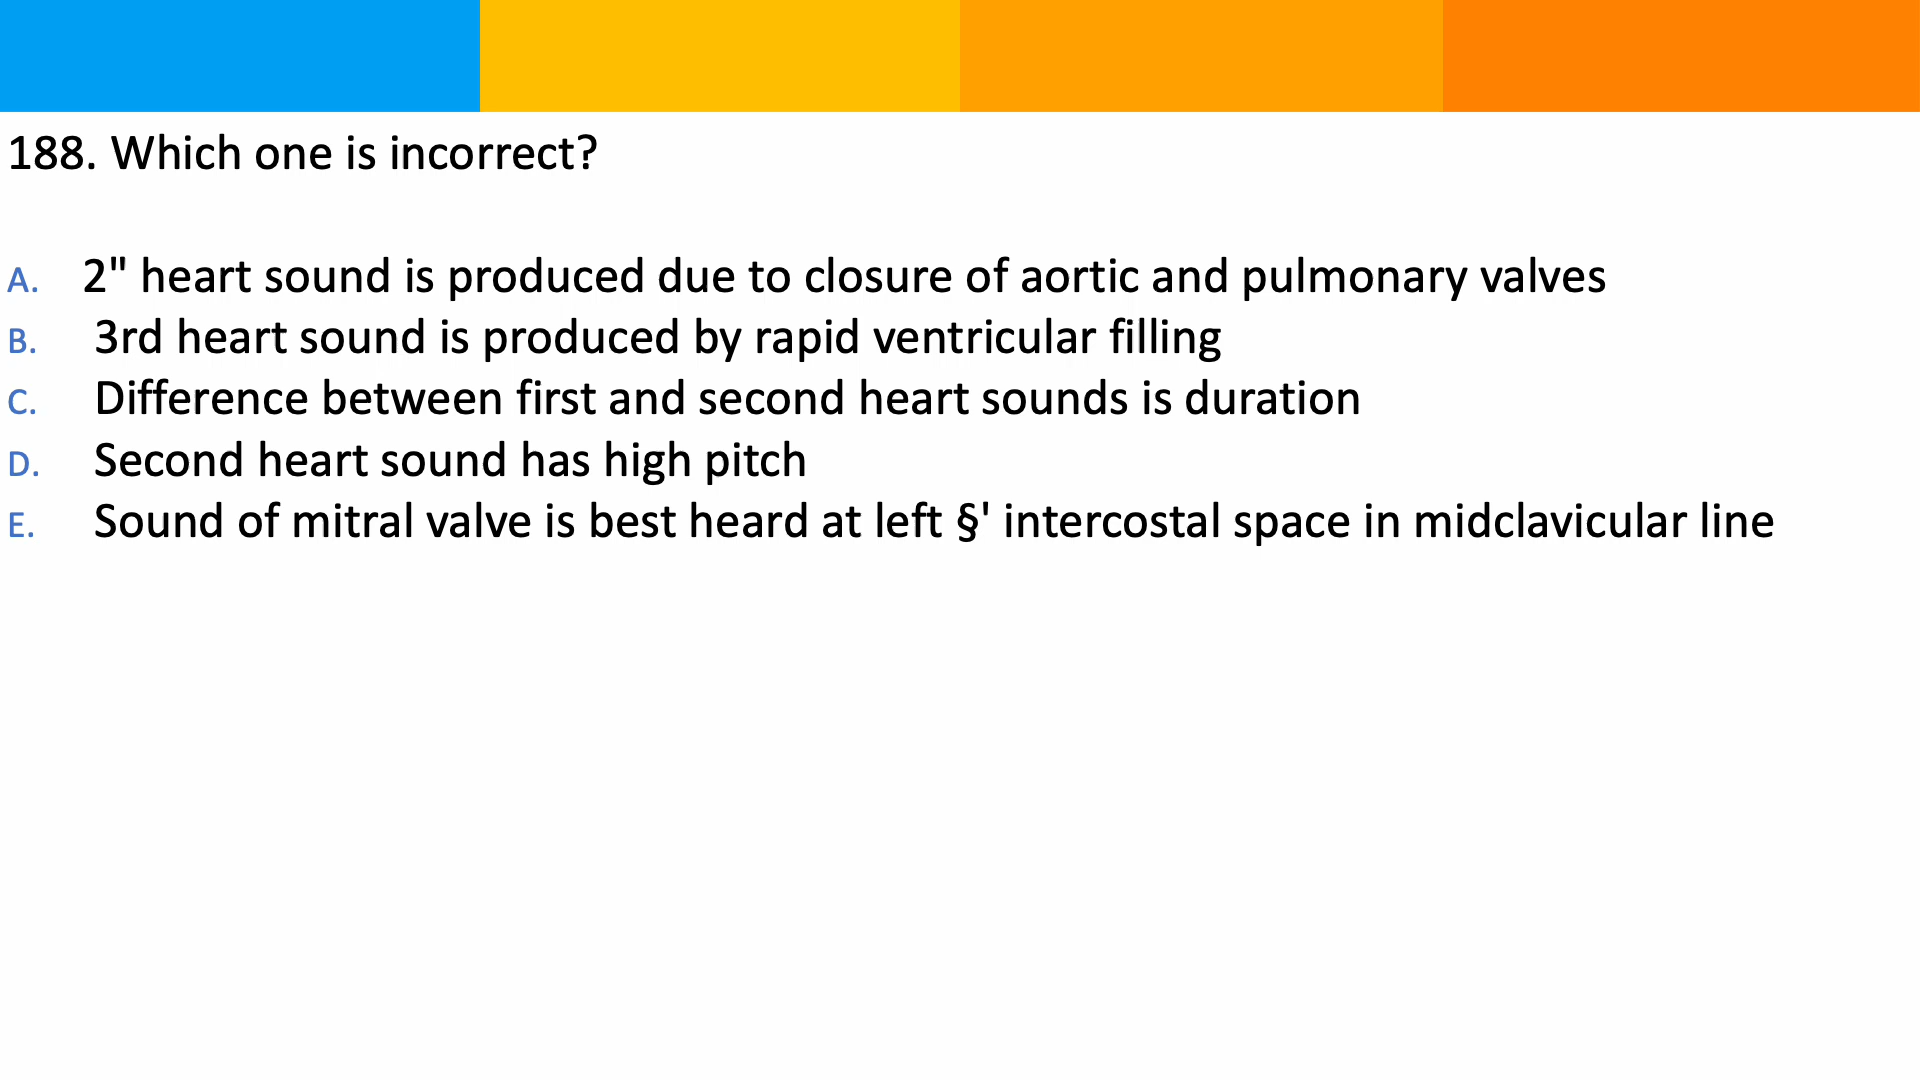 188. Which one is incorrect?
A. 2" heart sound is produced due to closure of aortic and pulmonary valves
B. 3rd heart sound is produced by rapid ventricular filling
C. Difference between first and second heart sounds is duration
D. Second heart sound has high pitch
E. Sound of mitral valve is best heard at left §' intercostal space in midclavicular line